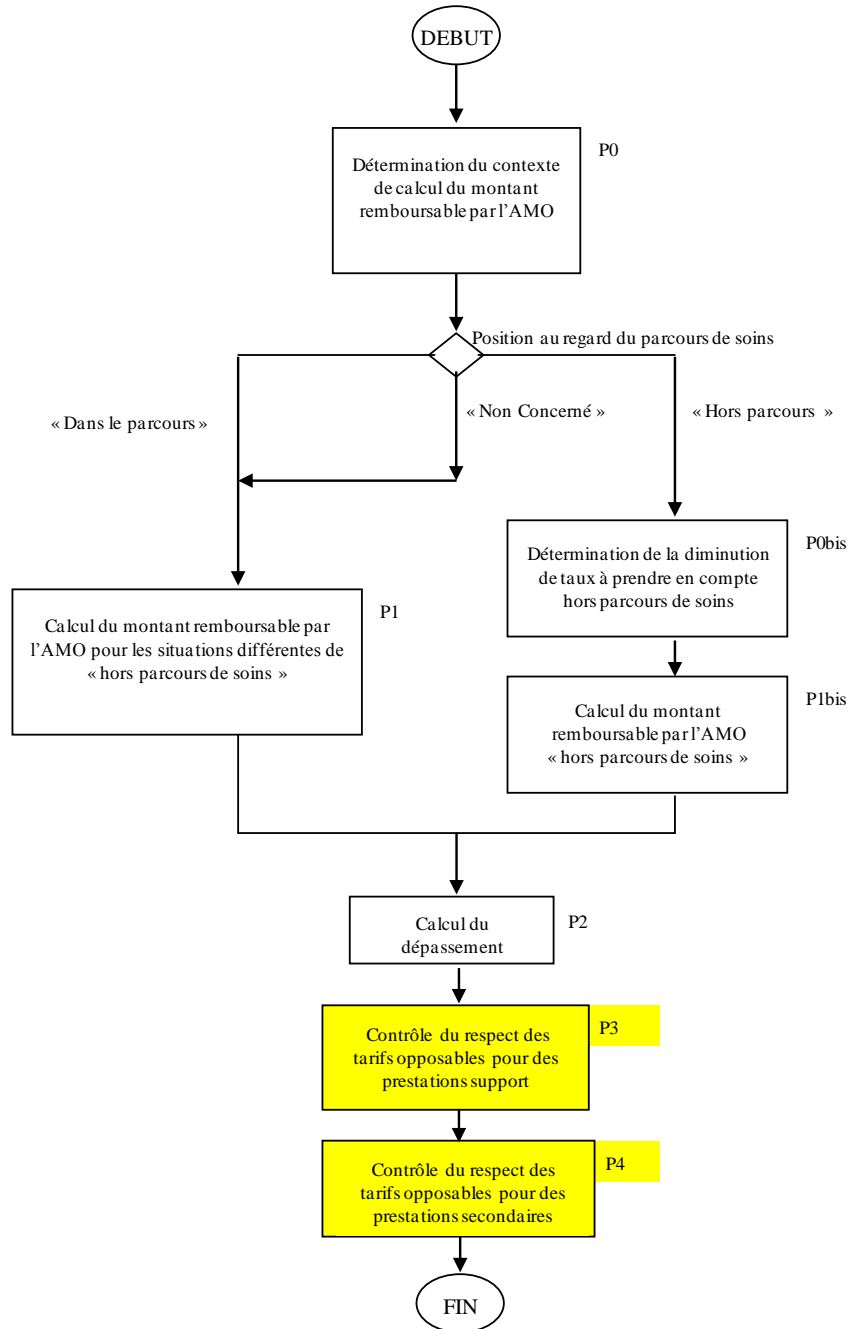 DEBUT
P0
Détermination du contexte
de calcul du montant
remboursable par l'AMO
Position au regard du parcours de soins
« Dans le parcours »
« Non Concerné »
« Hors parcours »
P0bis
Détermination de la diminution
de taux à prendre en compte
hors parcours de soins
P1
Calcul du montant remboursable par
l'AMO pour les situations différentes de
« hors parcours de soins »
P1bis
Calcul du montant
remboursable par l'AMO
« hors parcours de soins »
P2
Calcul du
dépassement
P3
Contrôle du respect des
tarifs opposables pour des
prestations support
P4
Contrôle du respect des
tarifs opposables pour des
prestations secondaires
FIN